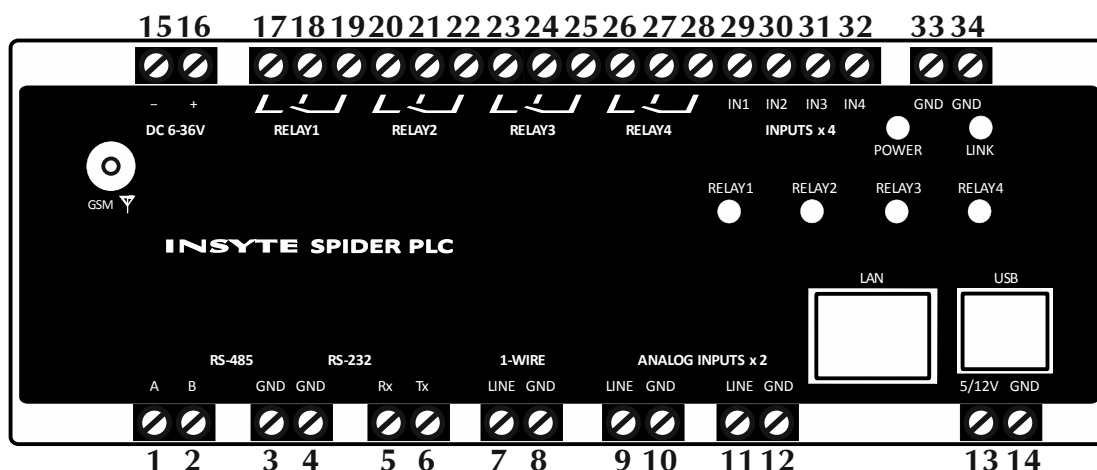 15 16 17 18 19 20 21 22 23 24 25 26 27 28 29 30 31 32 33 34
− + IN1 IN2 IN3 IN4 GND GND
DC 6-36V RELAY1 RELAY2 RELAY3 RELAY4 INPUTS x 4
POWER LINK
RELAY1 RELAY2 RELAY3 RELAY4
GSM
INSYTE SPIDER PLC
LAN USB
RS-485 RS-232 1-WIRE ANALOG INPUTS x 2
A B GND GND Rx Tx LINE GND LINE GND LINE GND 5/12V GND
1 2 3 4 5 6 7 8 9 10 11 12 13 14